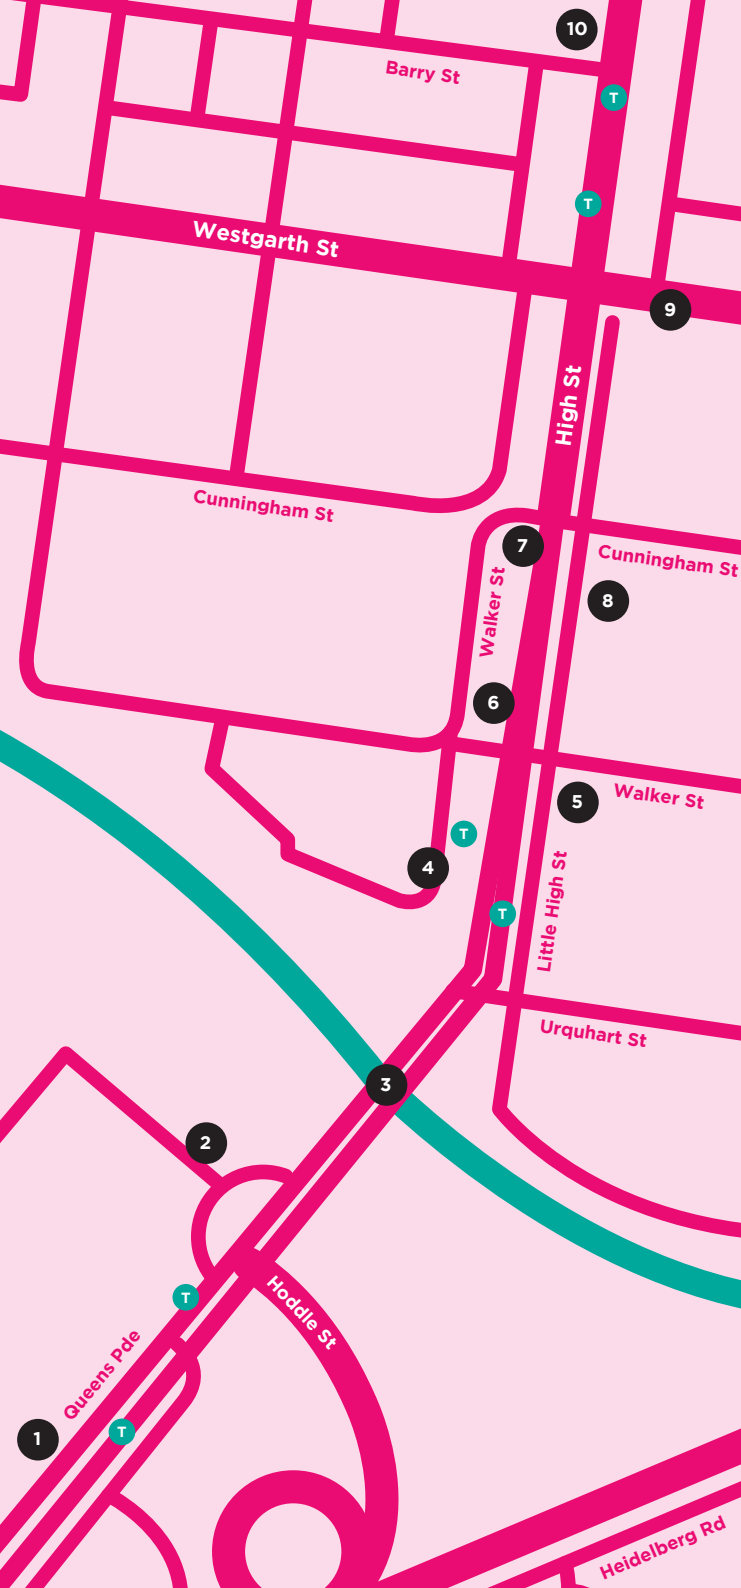 10
Barry St
T
T
Westgarth St
9
High St
Cunningham St
7
Cunningham St
Walker St
8
6
Walker St
5
T
4
Little High St
T
Urquhart St
3
2
Hoddle St
T
Queens Pde
1
T
Heidelberg Rd